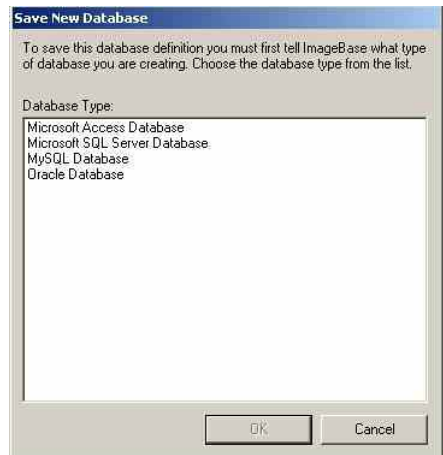 Save New Database
To save this database definition you must first tell ImageBase what type
of database you are creating. Choose the database type from the list.
Database Type:
Microsoft Access Database
Microsoft SQL Server Database
MySQL Database
Oracle Database
OK
Cancel